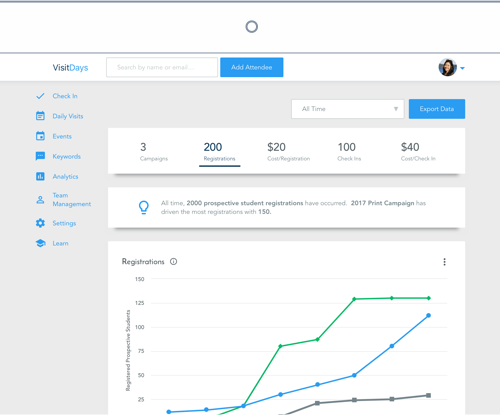 VisitDays
Search by name or email...
Add Attendee
Check In
Daily Visits
Events
Keywords
Analytics
Team
Management
Settings
Learn
All Time
Export Data
3
Campaigns
200
Registrations
$20
Cost/Registration
100
Check Ins
$40
Cost/Check In
All time, 2000 prospective student registrations have occurred. 2017 Print Campaign has
driven the most registrations with 150.
Registrations
150
125
100
75
50
25
Registered Prospective Students